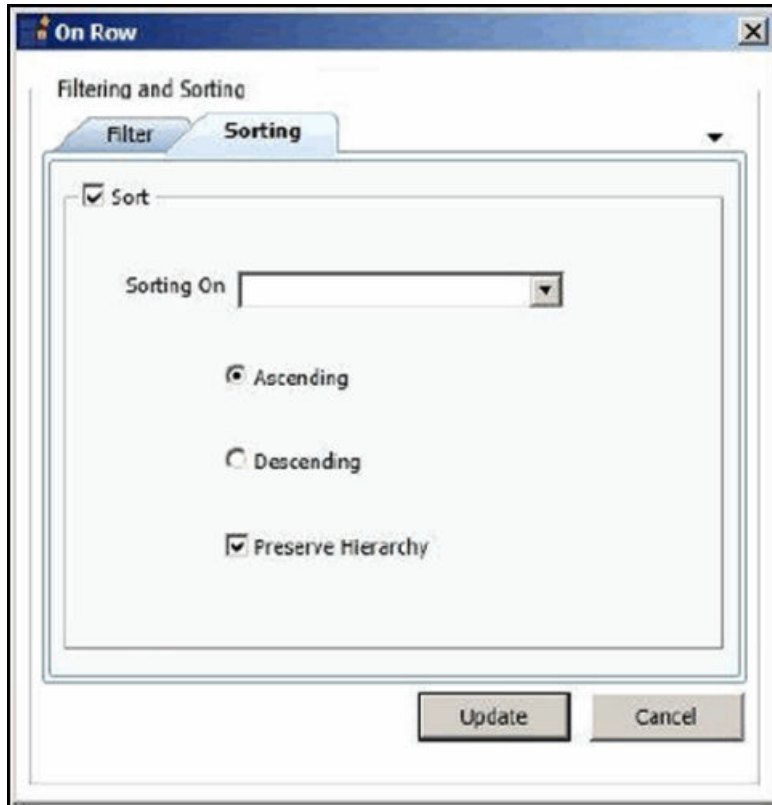 On Row
Filtering and Sorting
Filter
Sorting
Sort
Sorting On
Ascending
Descending
Preserve Hierarchy
Update
Cancel